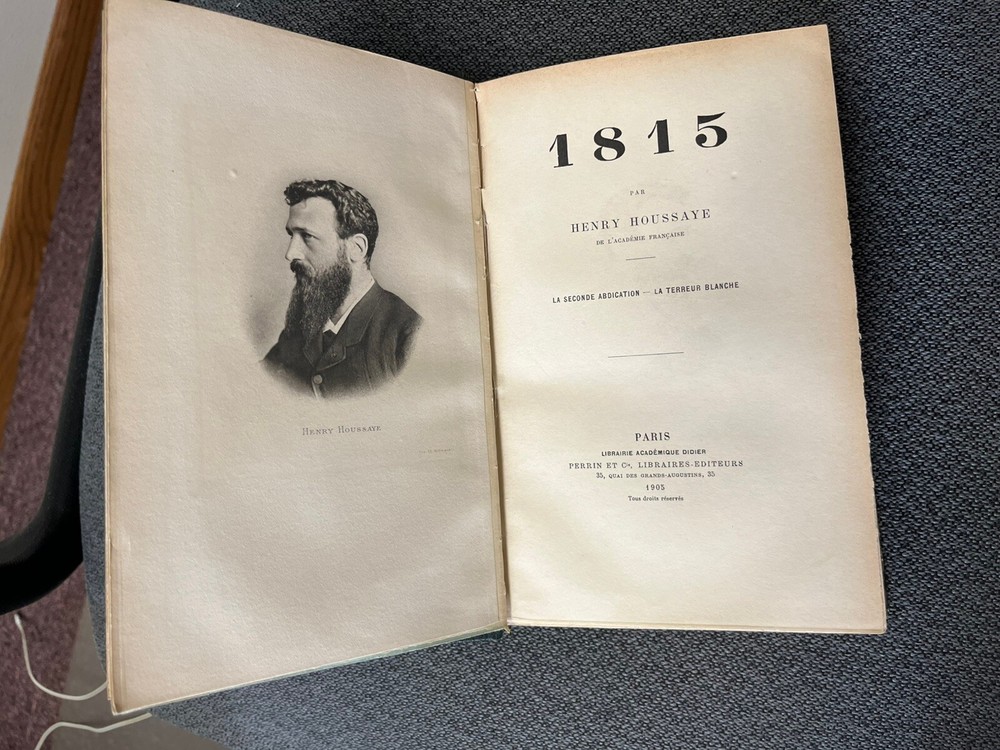 HENRY HOUSSAYE
1815
PAR
HENRY HOUSSAYE
DE L'ACADÉMIE FRANÇAISE
LA SECONDE ABDICATION — LA TERREUR BLANCHE
PARIS
LIBRAIRIE ACADÉMIQUE DIDIER
PERRIN ET Cie, LIBRAIRES-EDITEURS
35, QUAI DES GRANDS-AUGUSTINS, 35
1905
Tous droits réservés